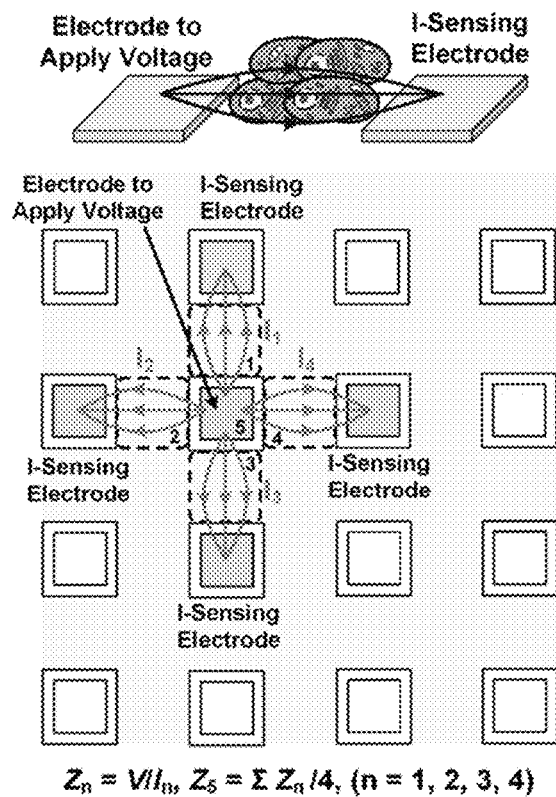 Electrode to
Apply Voltage
I-Sensing
Electrode
Electrode to
Apply Voltage
I-Sensing
Electrode
I₁
1
I₂
I₄
2
5
4
3
I₃
I-Sensing
Electrode
I-Sensing
Electrode
I-Sensing
Electrode
Zₙ = V/Iₙ, Z₅ = Σ Zₙ/4, (n = 1, 2, 3, 4)